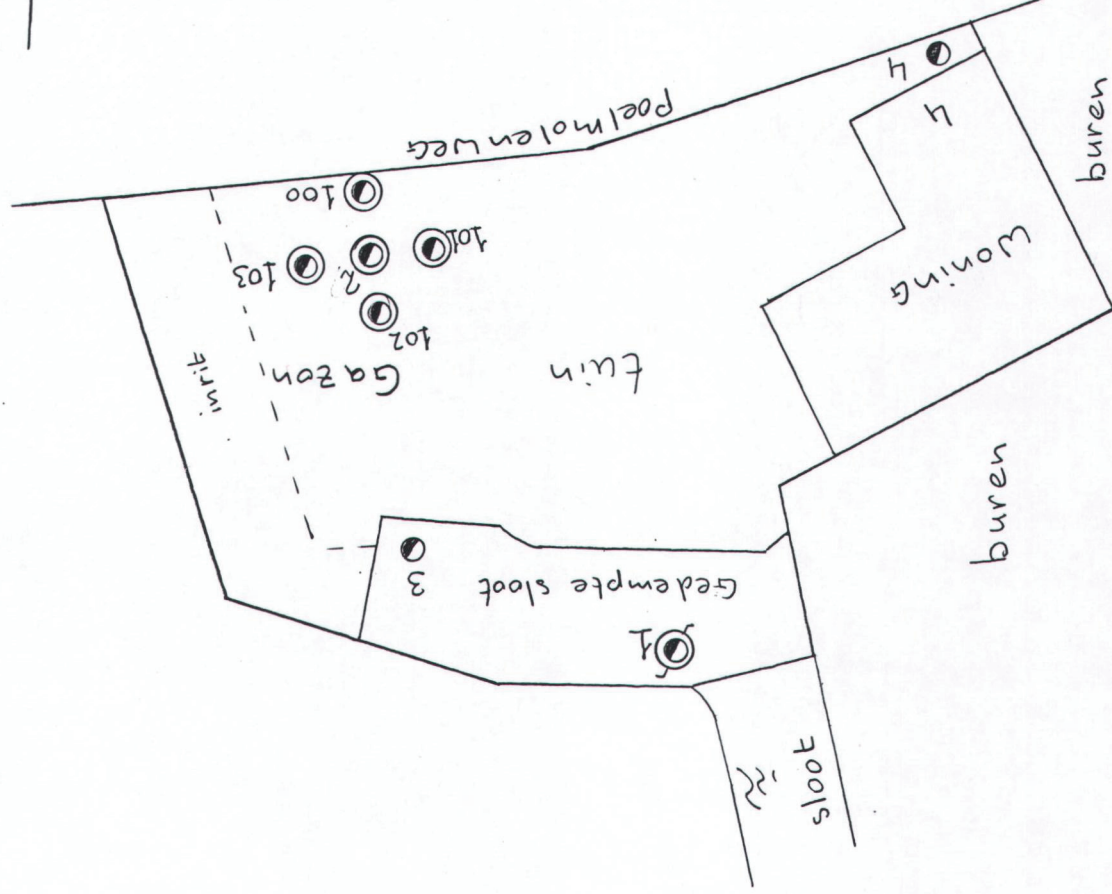 sloot
1
Gedempte sloot
3
buren
tuin
Gazon
inrit
102
woning
103
2
101
100
Poelmolenweg
4
4
buren